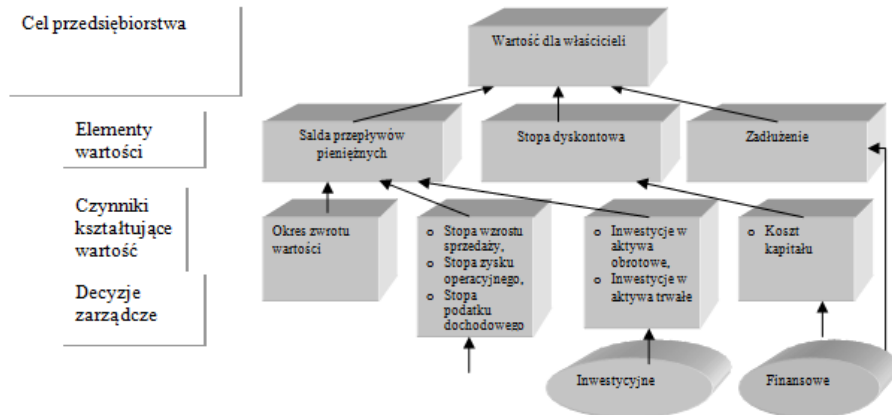 Cel przedsiębiorstwa
Wartość dla właścicieli
Elementy
wartości
Salda przepływów
pieniężnych
Stopa dyskontowa
Zadłużenie
Czynniki
kształtujące
wartość
Okres zwrotu
wartości
o Stopa wzrostu
sprzedaży,
o Stopa zysku
operacyjnego,
o Stopa
podatku
dochodowego
o Inwestycje w
aktywa
obrotowe,
o Inwestycje w
aktywa trwałe
o Koszt
kapitału
Decyzje
zarządcze
Inwestycyjne
Finansowe